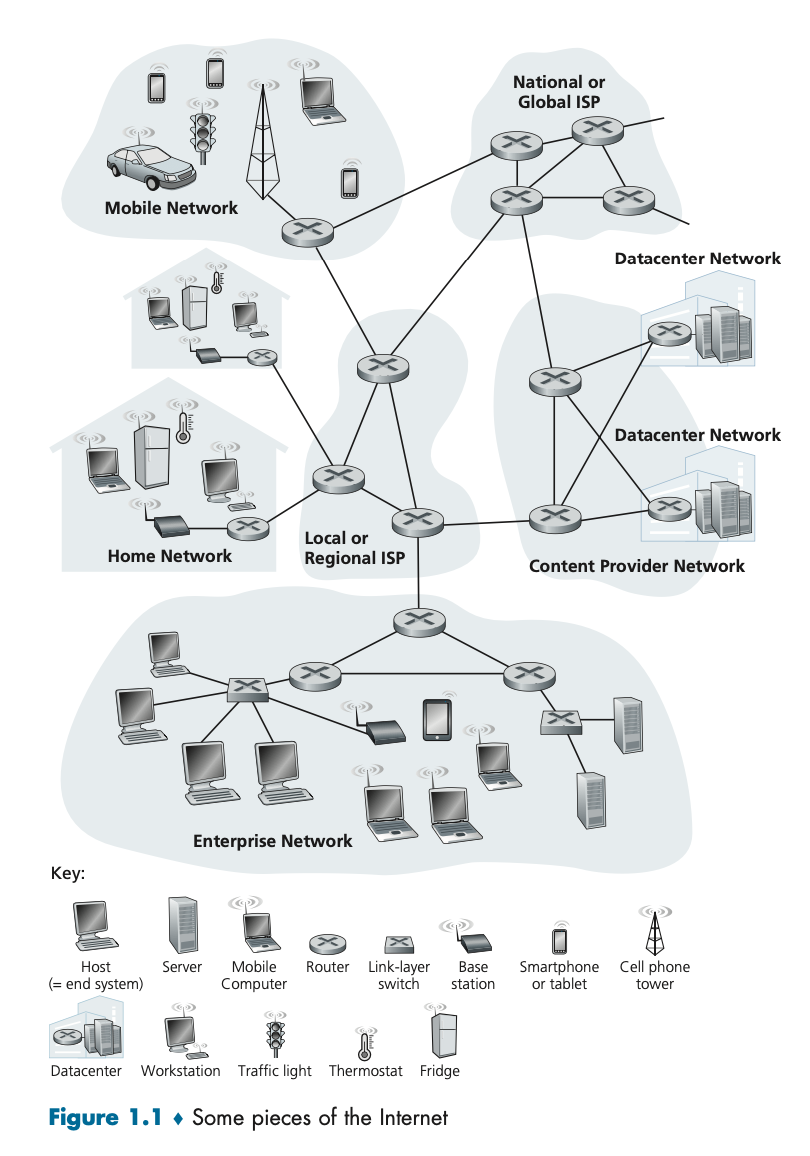 National or
Global ISP
Mobile Network
Datacenter Network
Datacenter Network
Local or
Regional ISP
Home Network
Content Provider Network
Enterprise Network
Key:
Host
(= end system)
Server
Mobile
Computer
Router
Link-layer
switch
Base
station
Smartphone
or tablet
Cell phone
tower
Datacenter
Workstation
Traffic light
Thermostat
Fridge
Figure 1.1 ♦ Some pieces of the Internet